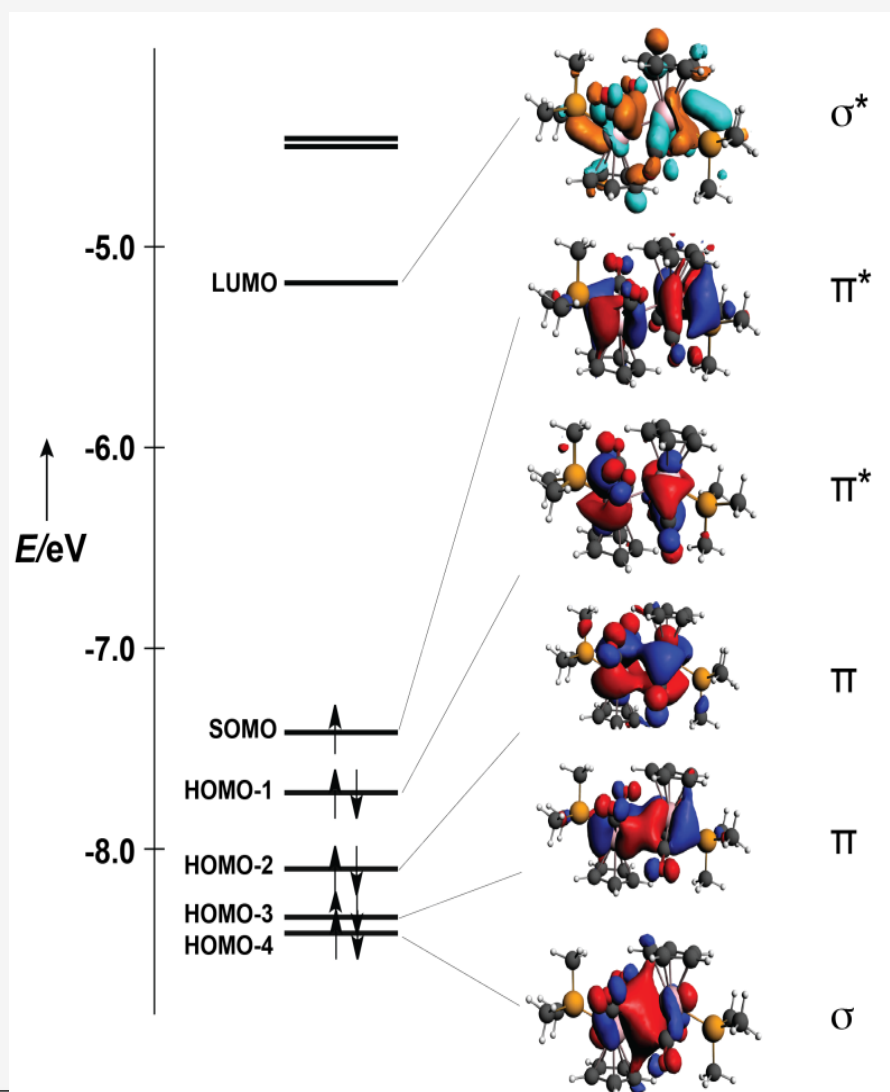 σ*
-5.0
LUMO
π*
-6.0
π*
E/eV
-7.0
π
SOMO
HOMO-1
π
-8.0
HOMO-2
HOMO-3
HOMO-4
σ